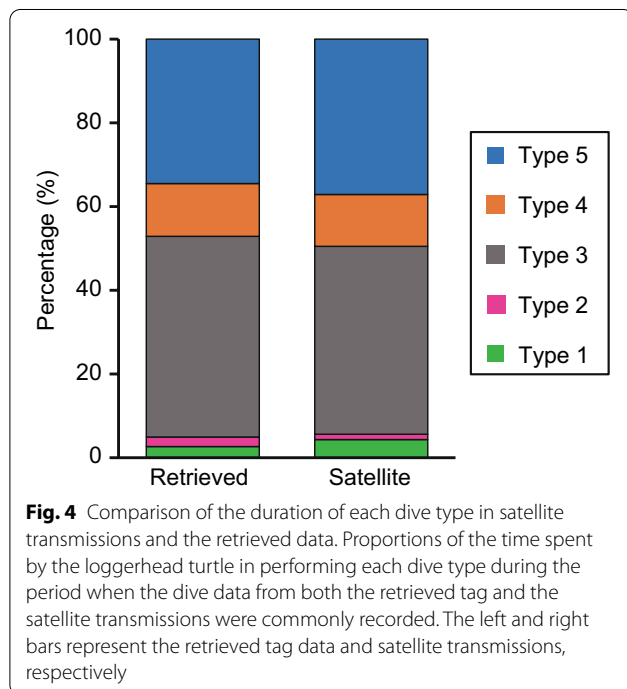 100
80
60
40
20
0
Percentage (%)
Retrieved
Satellite
Type 5
Type 4
Type 3
Type 2
Type 1
Fig. 4 Comparison of the duration of each dive type in satellite
transmissions and the retrieved data. Proportions of the time spent
by the loggerhead turtle in performing each dive type during the
period when the dive data from both the retrieved tag and the
satellite transmissions were commonly recorded. The left and right
bars represent the retrieved tag data and satellite transmissions,
respectively